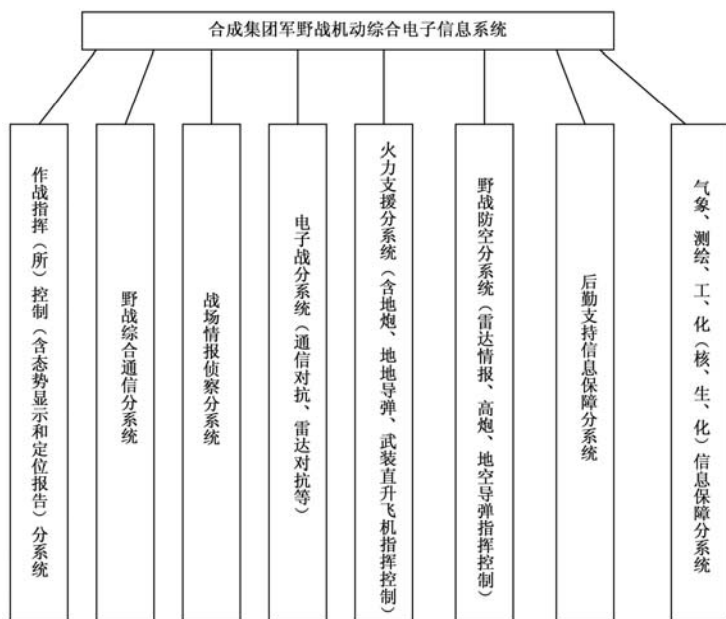 合成集团军野战机动综合电子信息系统
作战指挥（所）控制（含态势显示和定位报告）分系统
野战综合通信分系统
战场情报侦察分系统
电子战分系统（通信对抗、雷达对抗等）
火力支援分系统（含地炮、地地导弹、武装直升飞机指挥控制）
野战防空分系统（雷达情报、高炮、地空导弹指挥控制）
后勤支持信息保障分系统
气象、测绘、工、化（核、生、化）信息保障分系统